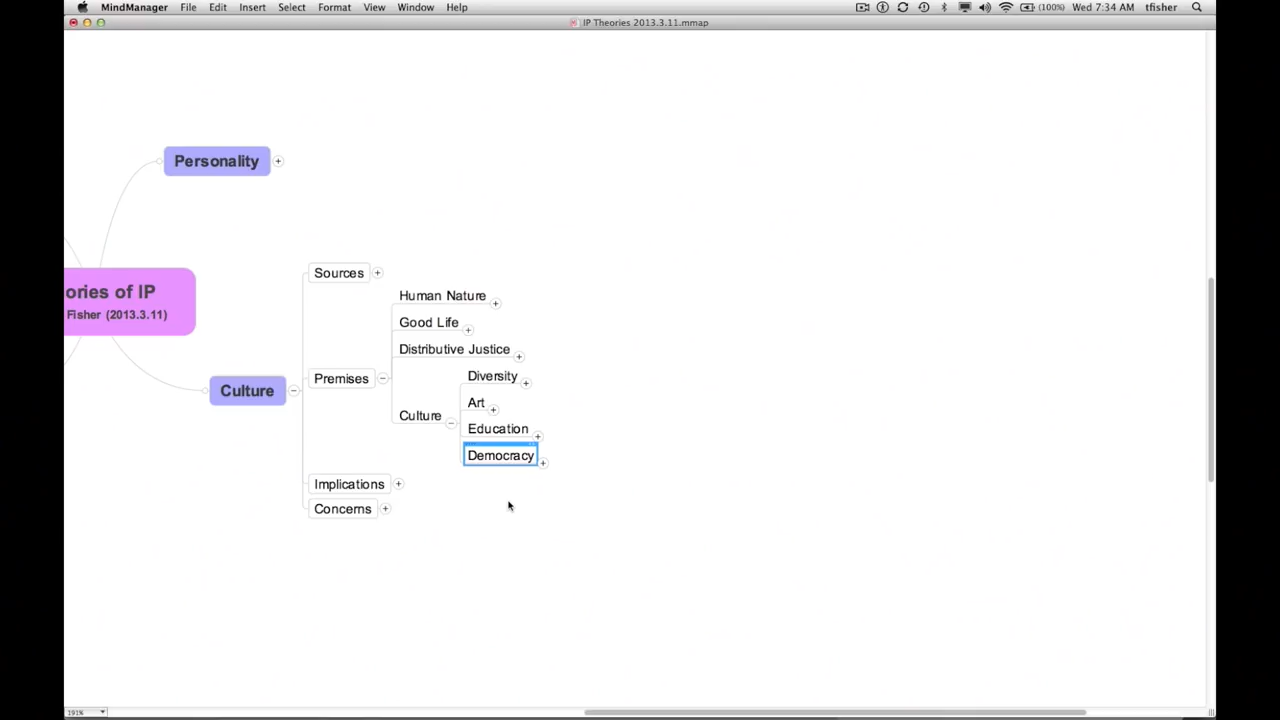 MindManager File Edit Insert Select Format View Window Help (100%) Wed 7:34 AM tfisher
IP Theories 2013.3.11.mmap
Personality
ories of IP
Fisher (2013.3.11)
Culture
Sources
Premises
Human Nature
Good Life
Distributive Justice
Culture
Diversity
Art
Education
Democracy
Implications
Concerns
191%